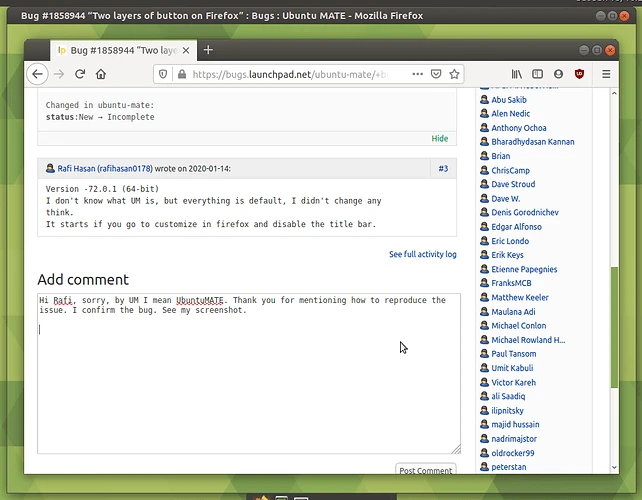 Bug #1858944 “Two layers of button on Firefox” : Bugs : Ubuntu MATE - Mozilla Firefox
Bug #1858944 “Two laye
https://bugs.launchpad.net/ubuntu-mate/+b
Changed in ubuntu-mate:
status:New → Incomplete
Hide
Rafi Hasan (rafihasan0178) wrote on 2020-01-14:
#3
Version -72.0.1 (64-bit)
I don't know what UM is, but everything is default, I didn't change any
think.
It starts if you go to customize in firefox and disable the title bar.
See full activity log
Add comment
Hi Rafi, sorry, by UM I mean UbuntuMATE. Thank you for mentioning how to reproduce the
issue. I confirm the bug. See my screenshot.
Post Comment
Abu Sakib
Alen Nedic
Anthony Ochoa
Bharadhydasan Kannan
Brian
ChrisCamp
Dave Stroud
Dave W.
Denis Gorodnichev
Edgar Alfonso
Eric Londo
Erik Keys
Etienne Papegnies
FranksMCB
Matthew Keeler
Maulana Adi
Michael Conlon
Michael Rowland H...
Paul Tansom
Umit Kabuli
Victor Kareh
ali Saadiq
ilipnitsky
majid hussain
nadrimajstor
oldrocker99
peterstan